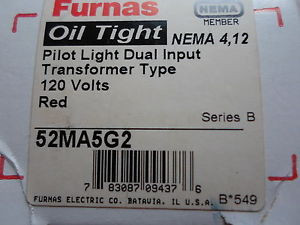 Furnas
Oil Tight NEMA 4,12
NEMA
MEMBER
Pilot Light Dual Input
Transformer Type
120 Volts
Red
Series B
52MA5G2
7 83087 09437 6
FURNAS ELECTRIC CO. BATAVIA. IL U.S.A. B*549